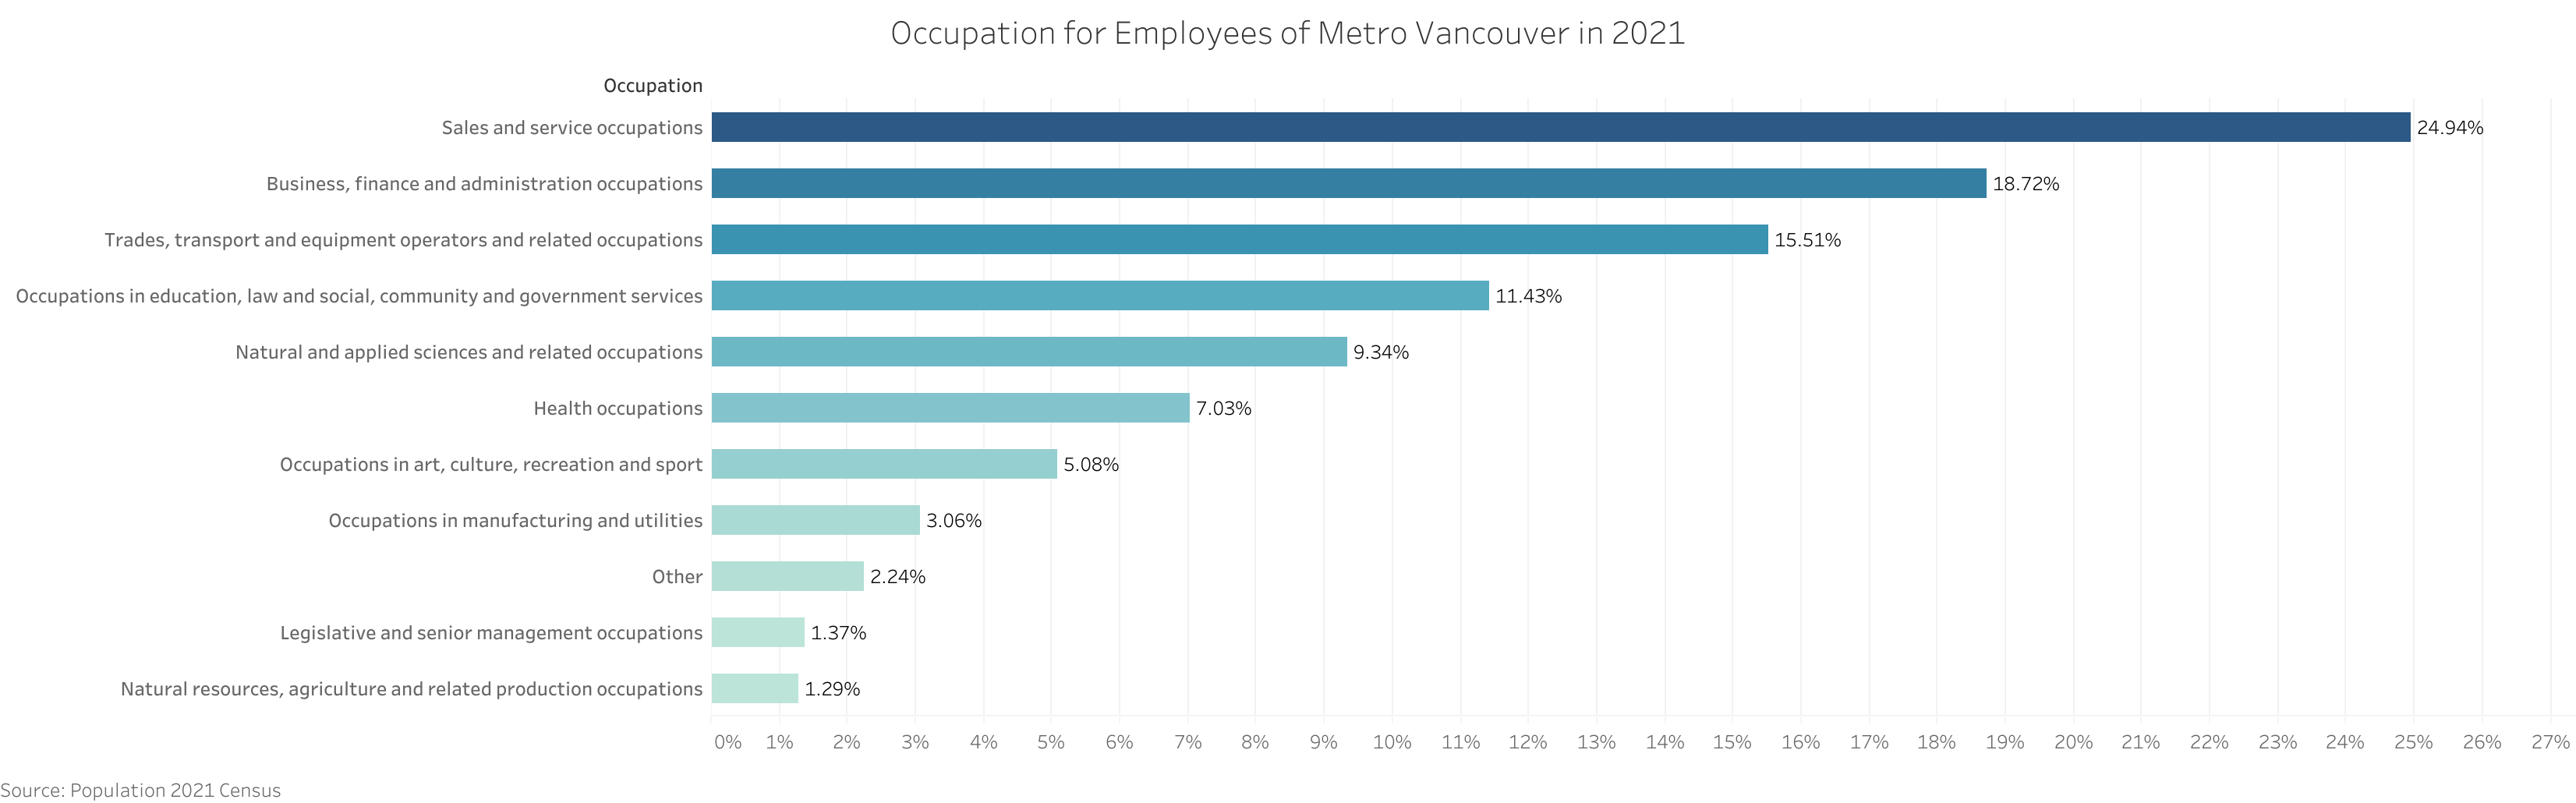 Occupation for Employees of Metro Vancouver in 2021
Occupation
Sales and service occupations 24.94%
Business, finance and administration occupations 18.72%
Trades, transport and equipment operators and related occupations 15.51%
Occupations in education, law and social, community and government services 11.43%
Natural and applied sciences and related occupations 9.34%
Health occupations 7.03%
Occupations in art, culture, recreation and sport 5.08%
Occupations in manufacturing and utilities 3.06%
Other 2.24%
Legislative and senior management occupations 1.37%
Natural resources, agriculture and related production occupations 1.29%
0% 1% 2% 3% 4% 5% 6% 7% 8% 9% 10% 11% 12% 13% 14% 15% 16% 17% 18% 19% 20% 21% 22% 23% 24% 25% 26% 27%
Source: Population 2021 Census